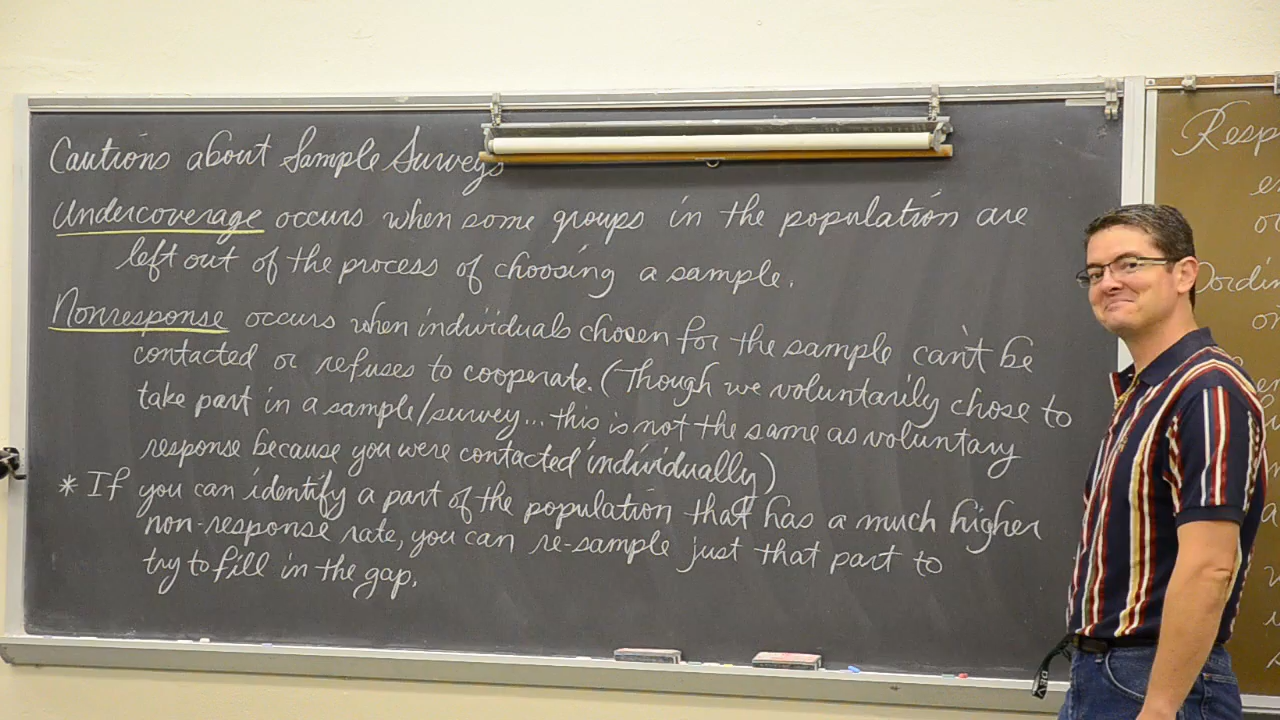 Cautions about Sample Surveys
Undercoverage occurs when some groups in the population are
left out of the process of choosing a sample.
Nonresponse occurs when individuals chosen for the sample can't be
contacted or refuses to cooperate. (Though we voluntarily chose to
take part in a sample/survey... this is not the same as voluntary
response because you were contacted individually)
* If you can identify a part of the population that has a much higher
non-response rate, you can re-sample just that part to
try to fill in the gap.
Resp